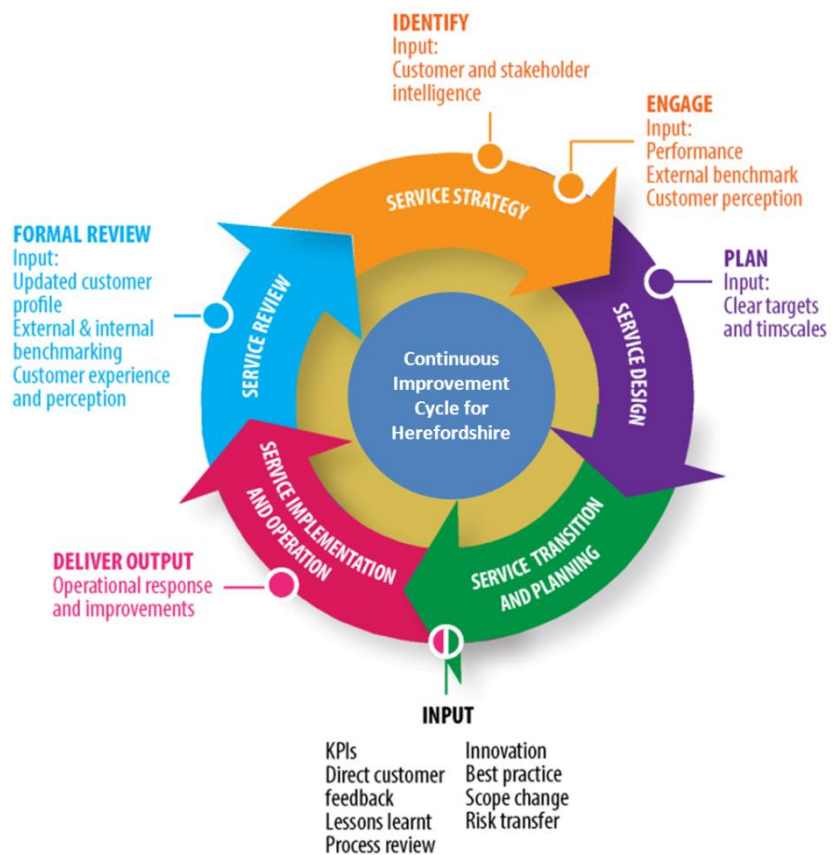 IDENTIFY
Input:
Customer and stakeholder
intelligence
ENGAGE
Input:
Performance
External benchmark
Customer perception
SERVICE STRATEGY
FORMAL REVIEW
Input:
Updated customer
profile
External & internal
benchmarking
Customer experience
and perception
SERVICE REVIEW
PLAN
Input:
Clear targets
and timscales
SERVICE DESIGN
Continuous
Improvement
Cycle for
Herefordshire
SERVICE IMPLEMENTATION
AND OPERATION
SERVICE TRANSITION
AND PLANNING
DELIVER OUTPUT
Operational response
and improvements
INPUT
KPIs
Direct customer
feedback
Lessons learnt
Process review
Innovation
Best practice
Scope change
Risk transfer